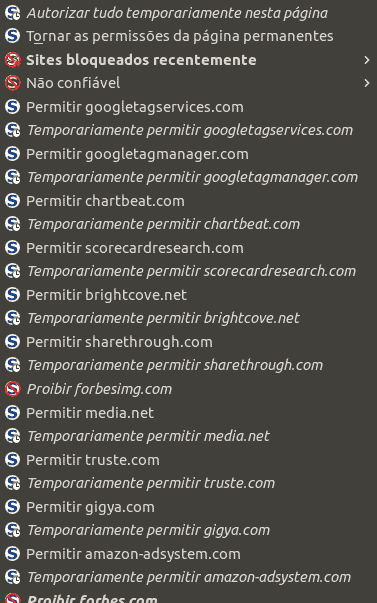 Autorizar tudo temporariamente nesta página
Tornar as permissões da página permanentes
Sites bloqueados recentemente
Não confiável
Permitir googletagservices.com
Temporariamente permitir googletagservices.com
Permitir googletagmanager.com
Temporariamente permitir googletagmanager.com
Permitir chartbeat.com
Temporariamente permitir chartbeat.com
Permitir scorecardresearch.com
Temporariamente permitir scorecardresearch.com
Permitir brightcove.net
Temporariamente permitir brightcove.net
Permitir sharethrough.com
Temporariamente permitir sharethrough.com
Proibir forbesimg.com
Permitir media.net
Temporariamente permitir media.net
Permitir truste.com
Temporariamente permitir truste.com
Permitir gigya.com
Temporariamente permitir gigya.com
Permitir amazon-adsystem.com
Temporariamente permitir amazon-adsystem.com
Proibir forbes.com